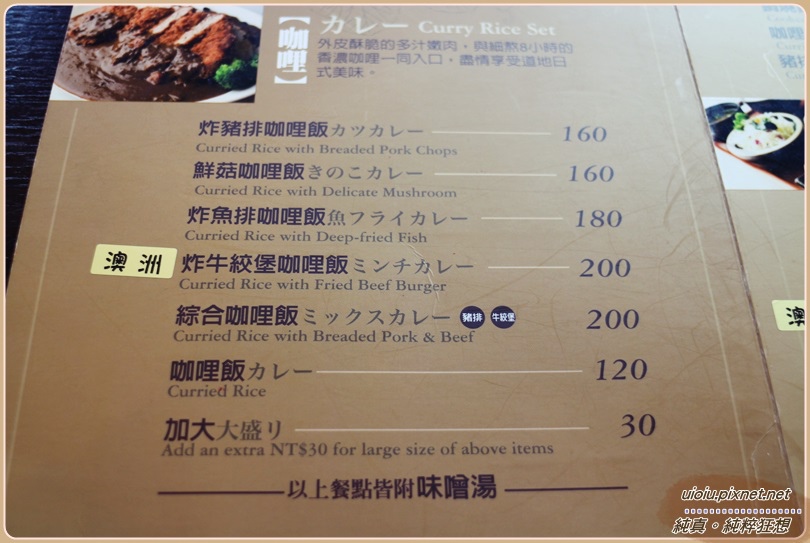 【咖哩】
カレー Curry Rice Set
外皮酥脆的多汁嫩肉，與細熬8小時的
香濃咖哩一同入口，盡情享受道地日
式美味。
炸豬排咖哩飯カツカレー 160
Curried Rice with Breaded Pork Chops
鮮菇咖哩飯きのこカレー 160
Curried Rice with Delicate Mushroom
炸魚排咖哩飯魚フライカレー 180
Curried Rice with Deep-fried Fish
澳洲 炸牛絞堡咖哩飯ミンチカレー 200
Curried Rice with Fried Beef Burger
綜合咖哩飯ミックスカレー 豬排 牛絞堡 200
Curried Rice with Breaded Pork & Beef
咖哩飯カレー 120
Curried Rice
加大大盛り 30
Add an extra NT$30 for large size of above items
以上餐點皆附味噌湯
咖哩
豬
澳
uioiu.pixnet.net
純真。純粹狂想